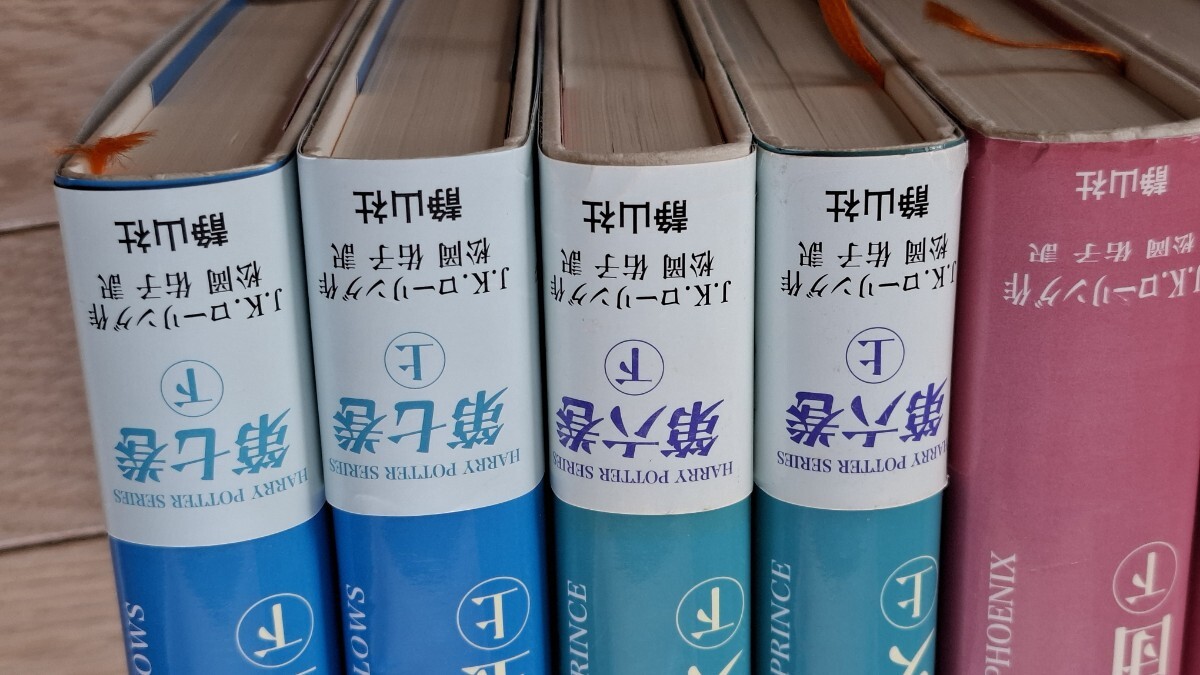 団
下
PHOENIX
J.K.ローリング作
松岡 佑子 訳
静山社
上
PRINCE
HARRY POTTER SERIES
第六巻
上
J.K.ローリング作
松岡 佑子 訳
静山社
下
RINCE
HARRY POTTER SERIES
第六巻
下
J.K.ローリング作
松岡 佑子 訳
静山社
上
LOWS
HARRY POTTER SERIES
第七巻
上
J.K.ローリング作
松岡 佑子 訳
静山社
下
OWS
HARRY POTTER SERIES
第七巻
下
J.K.ローリング作
松岡 佑子 訳
静山社